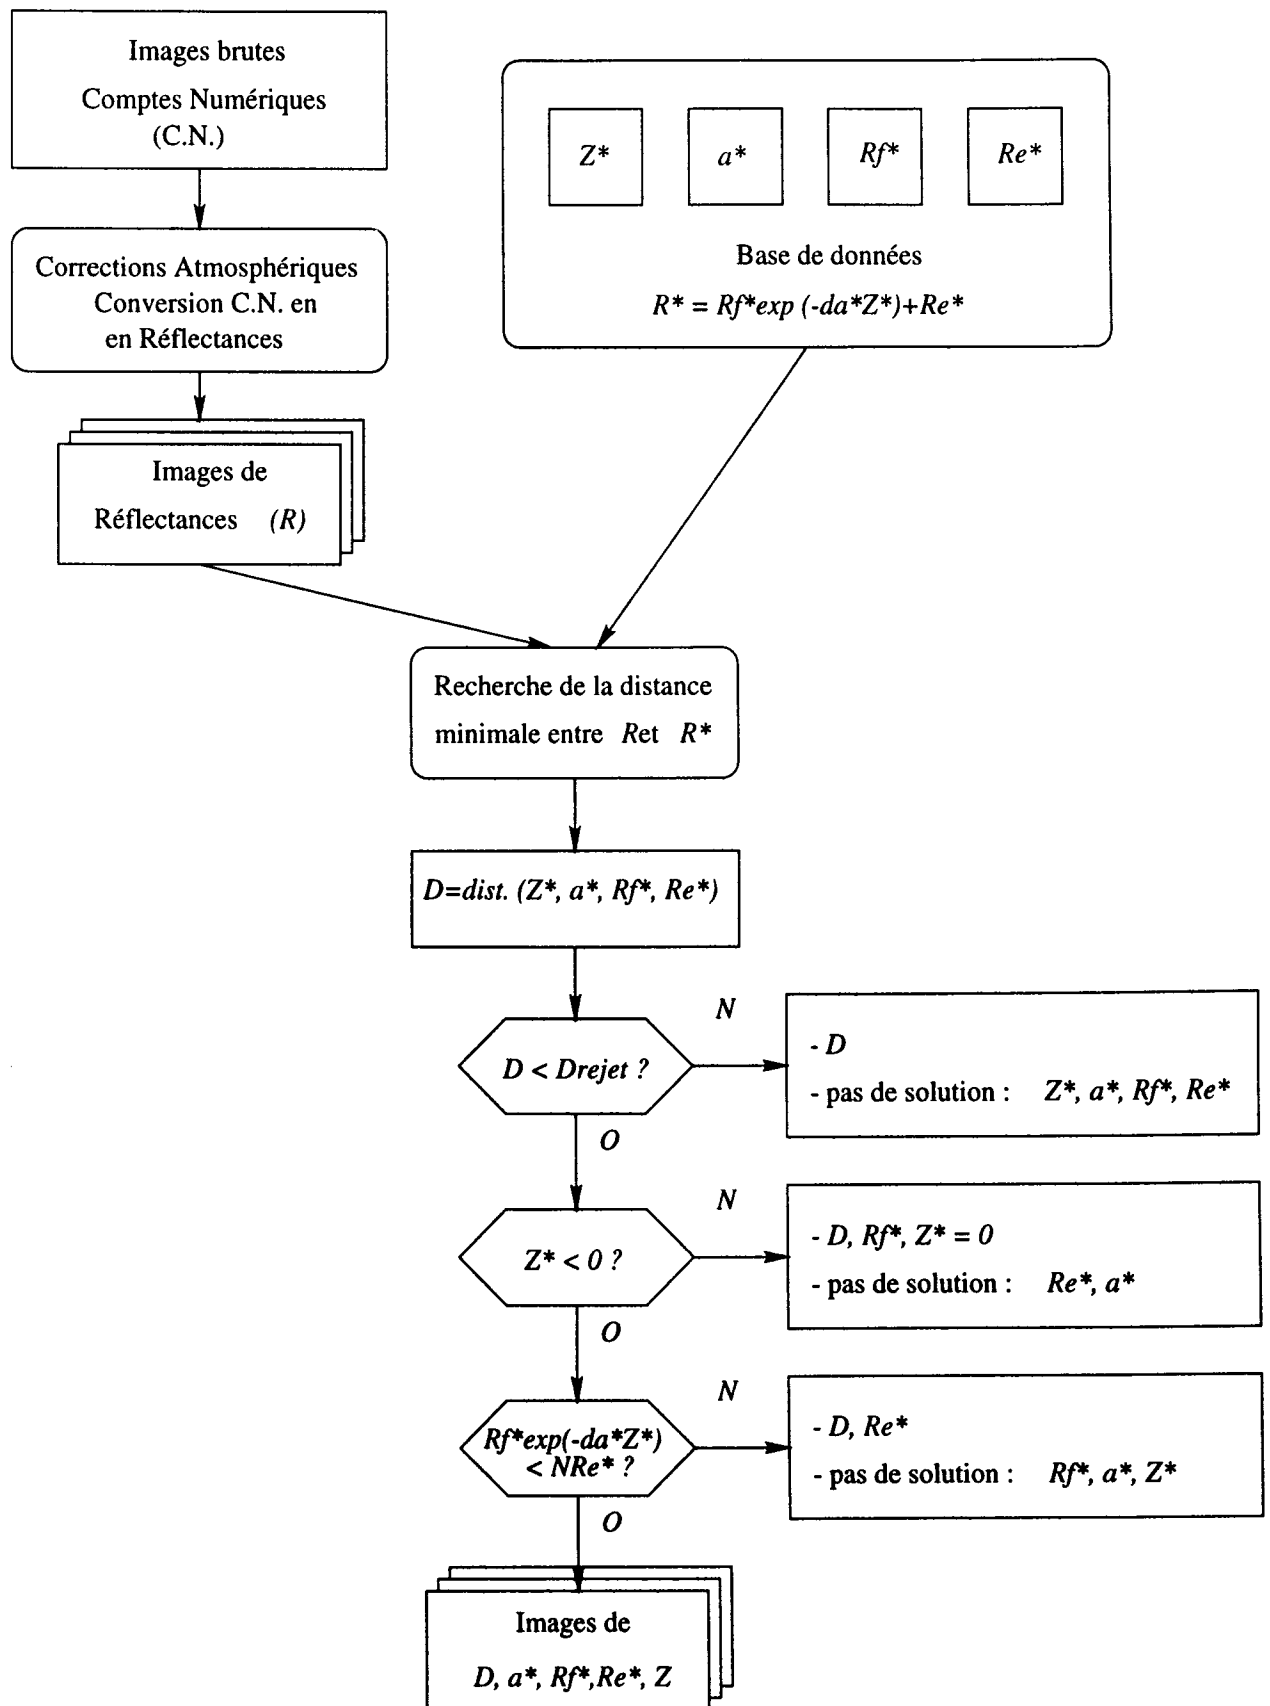 Images brutes
Comptes Numériques
(C.N.)
Corrections Atmosphériques
Conversion C.N. en
en Réflectances
Images de
Réflectances (R)
Z*
a*
Rf*
Re*
Base de données
R* = Rf*exp (-da*Z*)+Re*
Recherche de la distance
minimale entre Ret R*
D=dist. (Z*, a*, Rf*, Re*)
D < Drejet ?
N
- D
- pas de solution : Z*, a*, Rf*, Re*
O
Z* < 0 ?
N
- D, Rf*, Z* = 0
- pas de solution : Re*, a*
O
Rf*exp(-da*Z*)
< NRe* ?
N
- D, Re*
- pas de solution : Rf*, a*, Z*
O
Images de
D, a*, Rf*,Re*, Z